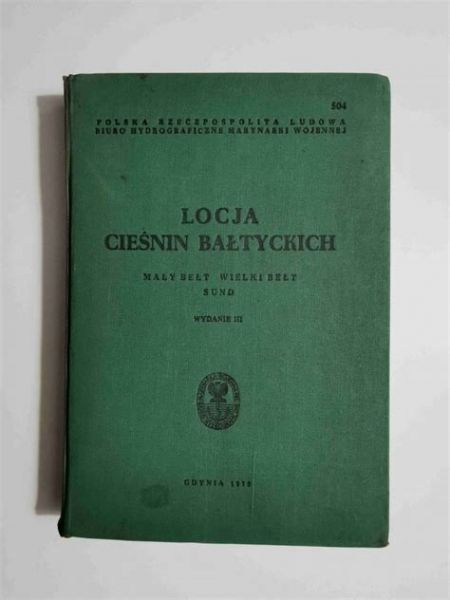 504
POLSKA RZECZPOSPOLITA LUDOWA
BIURO HYDROGRAFICZNE MARYNARKI WOJENNEJ
LOCJA
CIEŚNIN BAŁTYCKICH
MAŁY BEŁT WIELKI BEŁT
SUND
WYDANIE III
GDYNIA